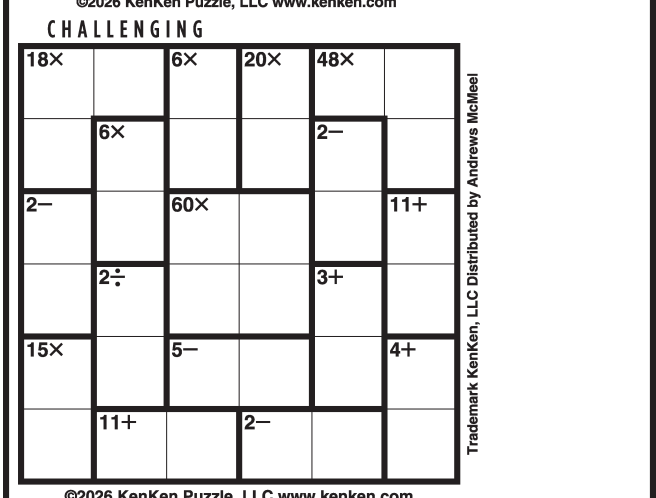 ©2026 KenKen Puzzle, LLC www.kenken.com
CHALLENGING
18× 6× 20× 48×
6× 2−
2− 60× 11+
2÷ 3+
15× 5− 4+
11+ 2−
Trademark KenKen, LLC Distributed by Andrews McMeel
©2026 KenKen Puzzle, LLC www.kenken.com